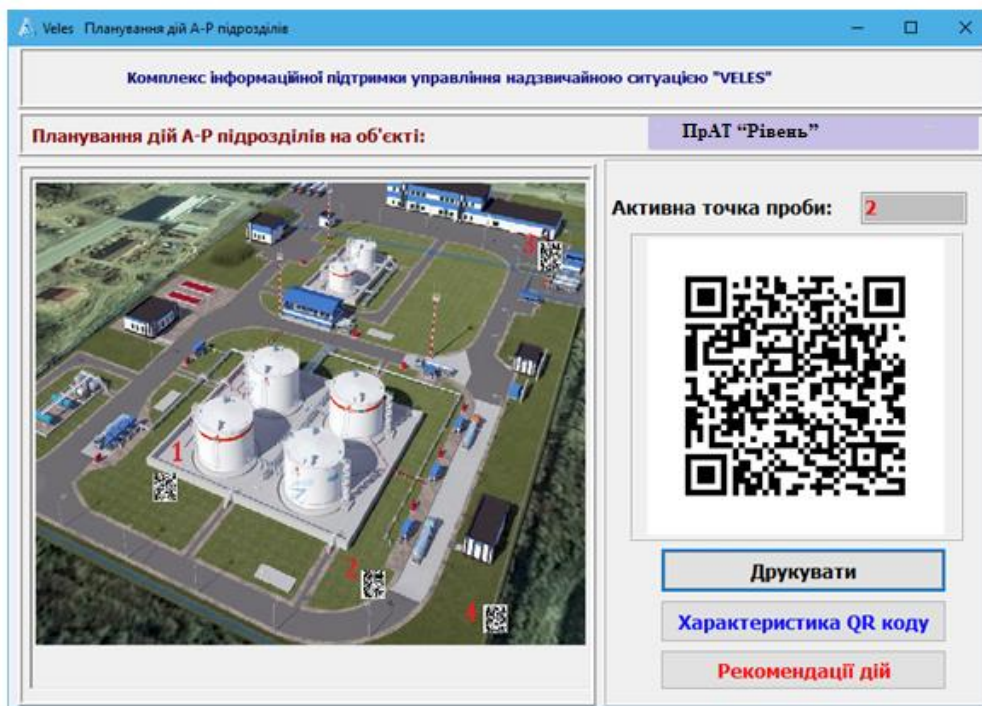 Veles Планування дій А-Р підрозділів
Комплекс інформаційної підтримки управління надзвичайною ситуацією "VELES"
Планування дій А-Р підрозділів на об'єкті:
ПрАТ “Рівень”
Активна точка проби: 2
3
1
2
4
Друкувати
Характеристика QR коду
Рекомендації дій